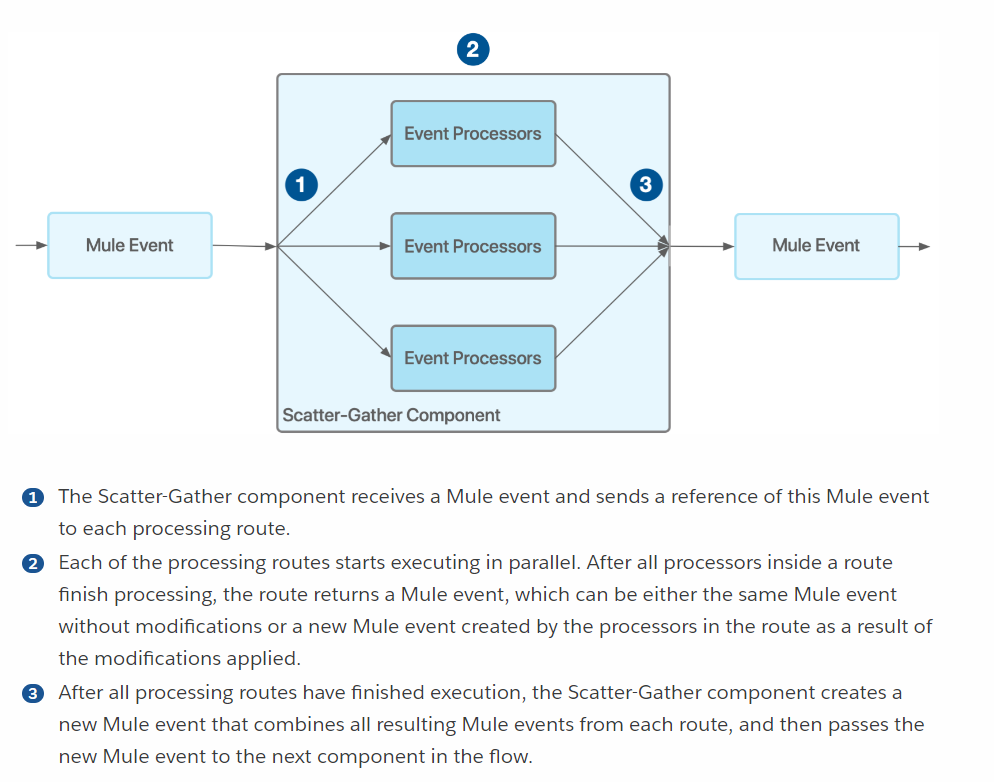 2
Event Processors
1
3
Mule Event
Event Processors
Mule Event
Event Processors
Scatter-Gather Component
1 The Scatter-Gather component receives a Mule event and sends a reference of this Mule event
to each processing route.
2 Each of the processing routes starts executing in parallel. After all processors inside a route
finish processing, the route returns a Mule event, which can be either the same Mule event
without modifications or a new Mule event created by the processors in the route as a result of
the modifications applied.
3 After all processing routes have finished execution, the Scatter-Gather component creates a
new Mule event that combines all resulting Mule events from each route, and then passes the
new Mule event to the next component in the flow.